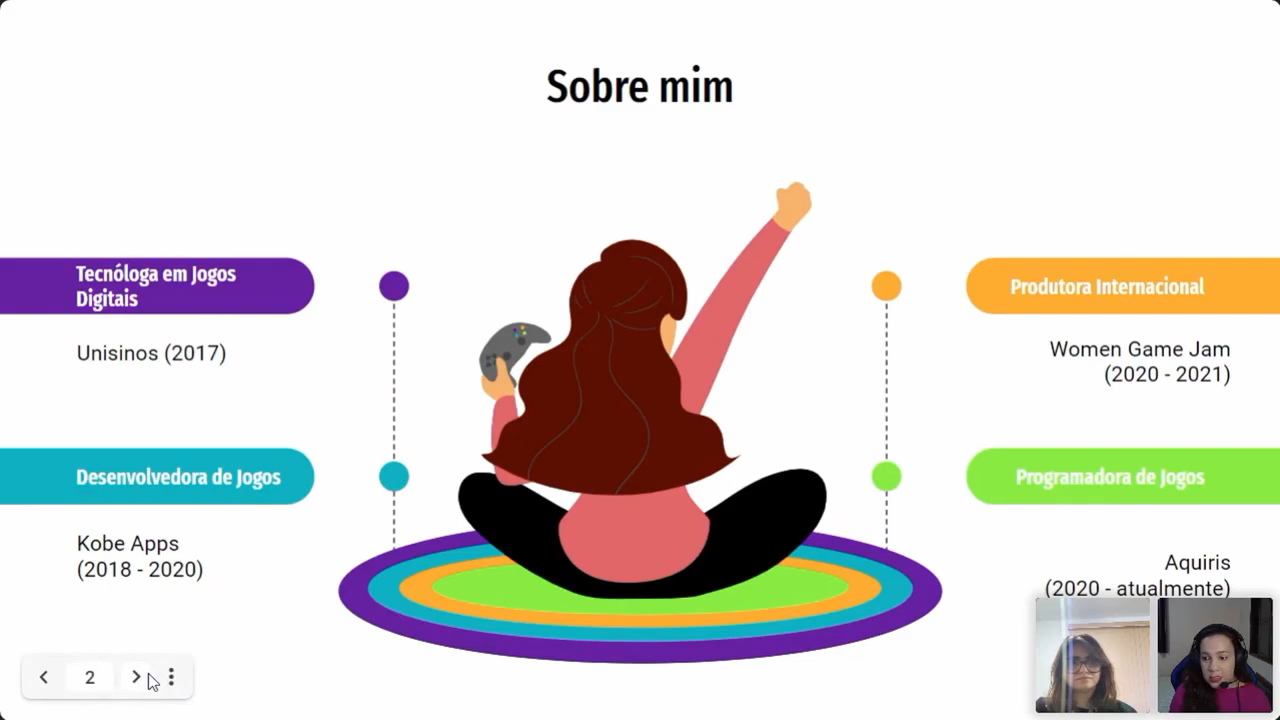 Sobre mim
Tecnóloga em Jogos
Digitais
Unisinos (2017)
Desenvolvedora de Jogos
Kobe Apps
(2018 - 2020)
Produtora Internacional
Women Game Jam
(2020 - 2021)
Programadora de Jogos
Aquiris
(2020 - atualmente)
2